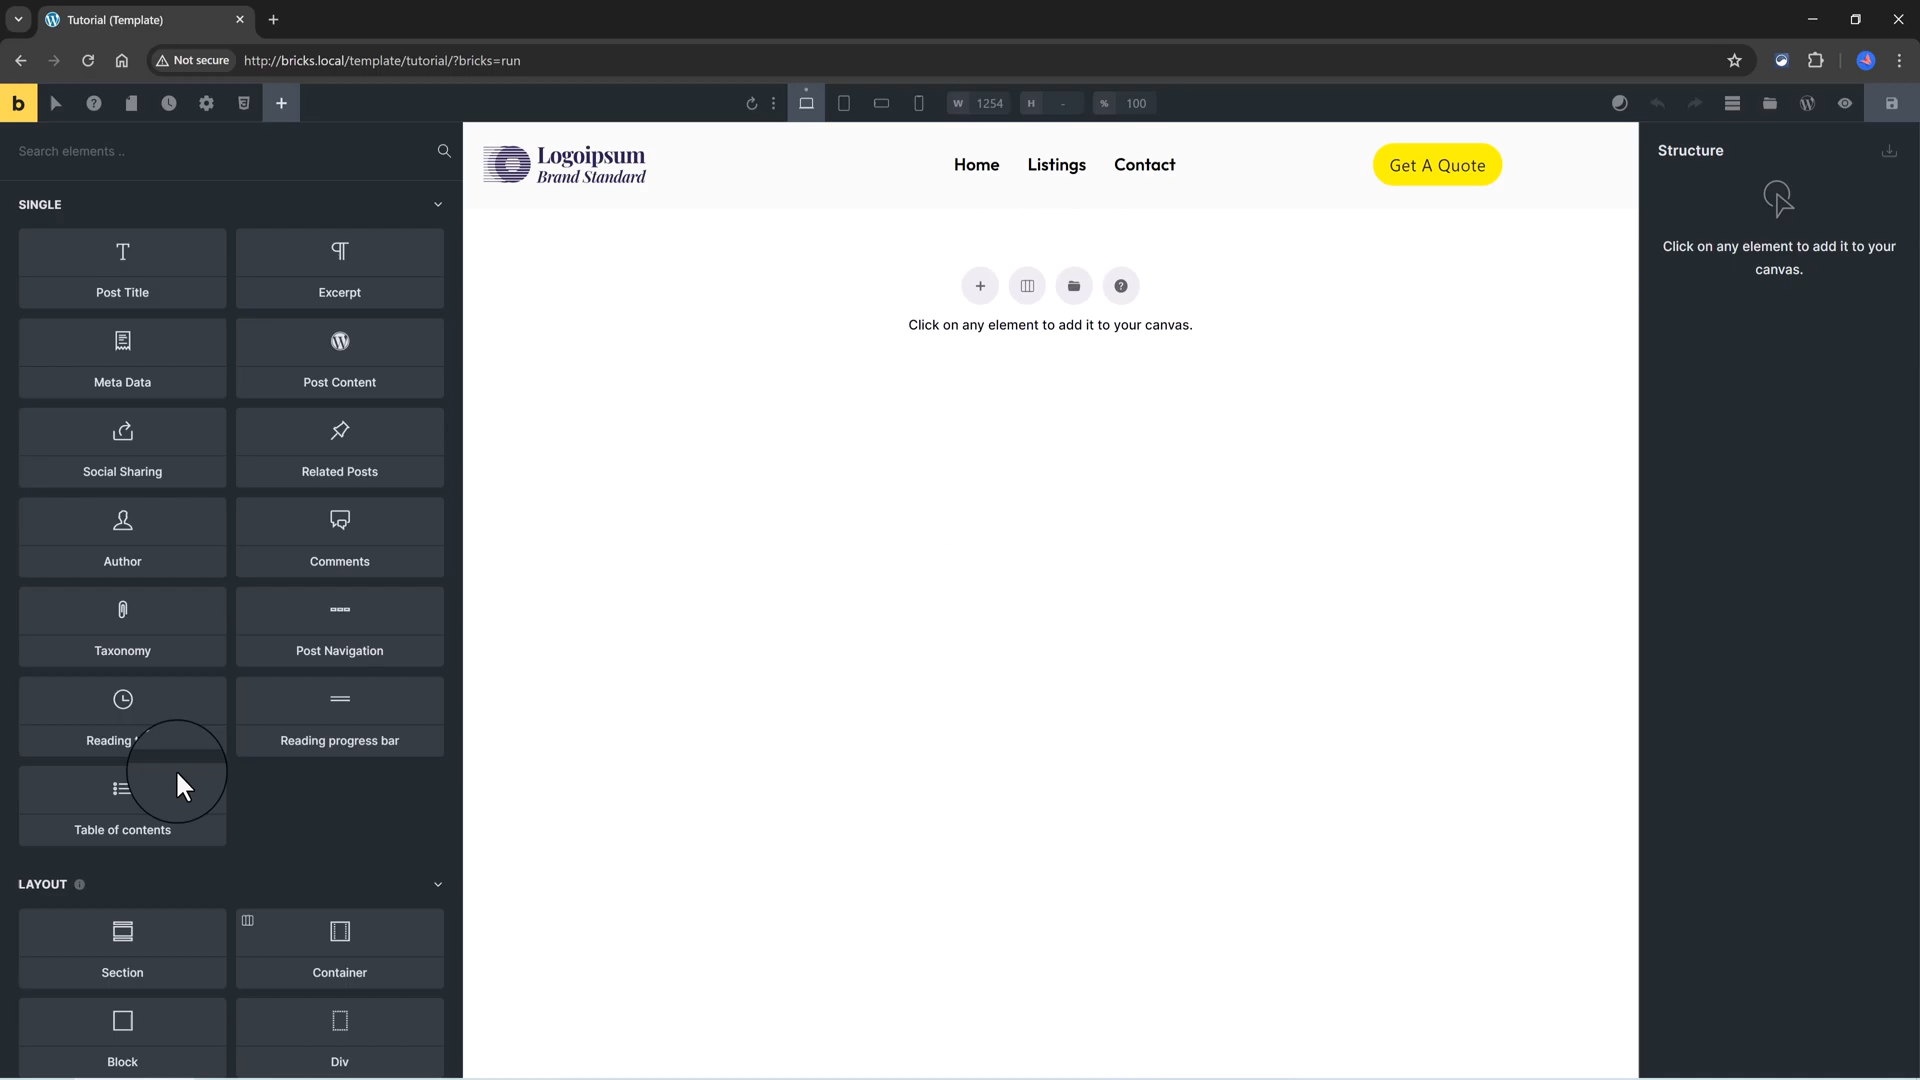 Tutorial (Template)
Not secure
http://bricks.local/template/tutorial/?bricks=run
b
W 1254
H -
% 100
Search elements ..
SINGLE
Post Title
Excerpt
Meta Data
Post Content
Social Sharing
Related Posts
Author
Comments
Taxonomy
Post Navigation
Reading
Reading progress bar
Table of contents
LAYOUT
Section
Container
Block
Div
Logoipsum
Brand Standard
Home
Listings
Contact
Get A Quote
Click on any element to add it to your canvas.
Structure
Click on any element to add it to your
canvas.